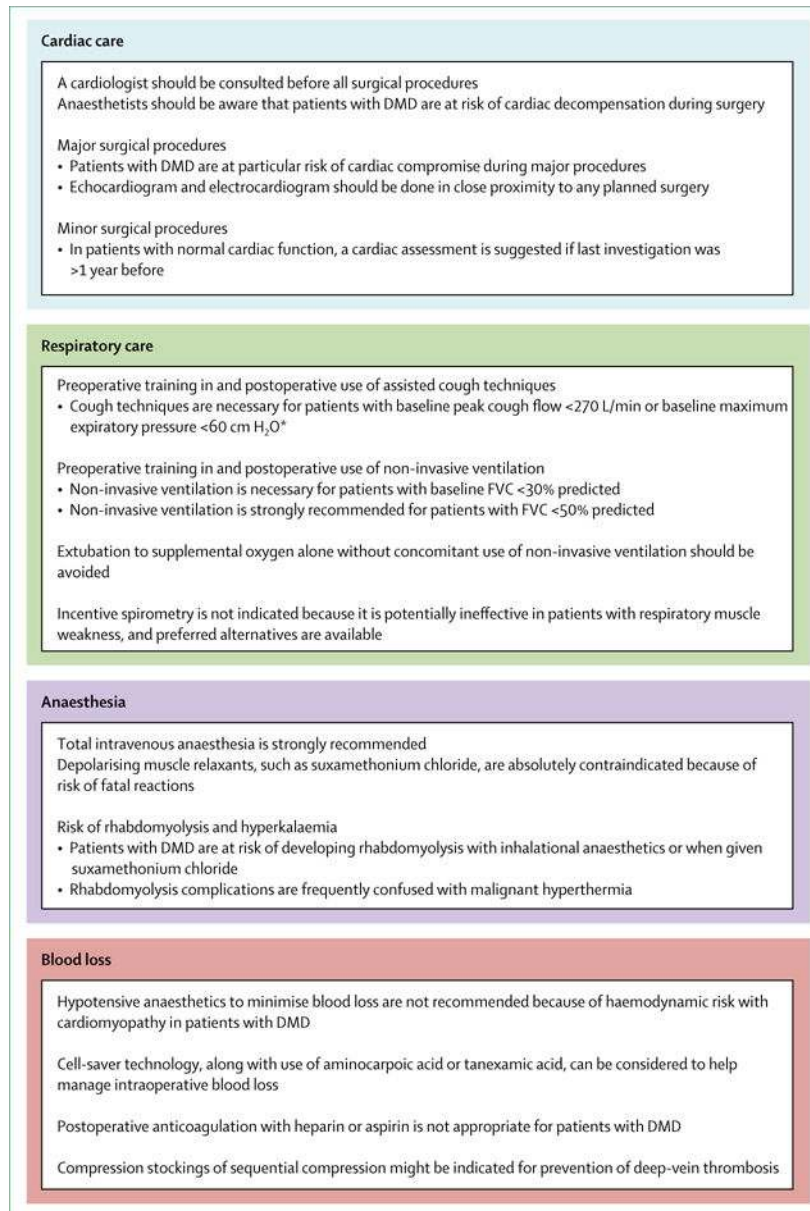 Cardiac care
A cardiologist should be consulted before all surgical procedures
Anaesthetists should be aware that patients with DMD are at risk of cardiac decompensation during surgery
Major surgical procedures
• Patients with DMD are at particular risk of cardiac compromise during major procedures
• Echocardiogram and electrocardiogram should be done in close proximity to any planned surgery
Minor surgical procedures
• In patients with normal cardiac function, a cardiac assessment is suggested if last investigation was
>1 year before
Respiratory care
Preoperative training in and postoperative use of assisted cough techniques
• Cough techniques are necessary for patients with baseline peak cough flow <270 L/min or baseline maximum
expiratory pressure <60 cm H₂O*
Preoperative training in and postoperative use of non-invasive ventilation
• Non-invasive ventilation is necessary for patients with baseline FVC <30% predicted
• Non-invasive ventilation is strongly recommended for patients with FVC <50% predicted
Extubation to supplemental oxygen alone without concomitant use of non-invasive ventilation should be
avoided
Incentive spirometry is not indicated because it is potentially ineffective in patients with respiratory muscle
weakness, and preferred alternatives are available
Anaesthesia
Total intravenous anaesthesia is strongly recommended
Depolarising muscle relaxants, such as suxamethonium chloride, are absolutely contraindicated because of
risk of fatal reactions
Risk of rhabdomyolysis and hyperkalaemia
• Patients with DMD are at risk of developing rhabdomyolysis with inhalational anaesthetics or when given
suxamethonium chloride
• Rhabdomyolysis complications are frequently confused with malignant hyperthermia
Blood loss
Hypotensive anaesthetics to minimise blood loss are not recommended because of haemodynamic risk with
cardiomyopathy in patients with DMD
Cell-saver technology, along with use of aminocarpoic acid or tanexamic acid, can be considered to help
manage intraoperative blood loss
Postoperative anticoagulation with heparin or aspirin is not appropriate for patients with DMD
Compression stockings of sequential compression might be indicated for prevention of deep-vein thrombosis